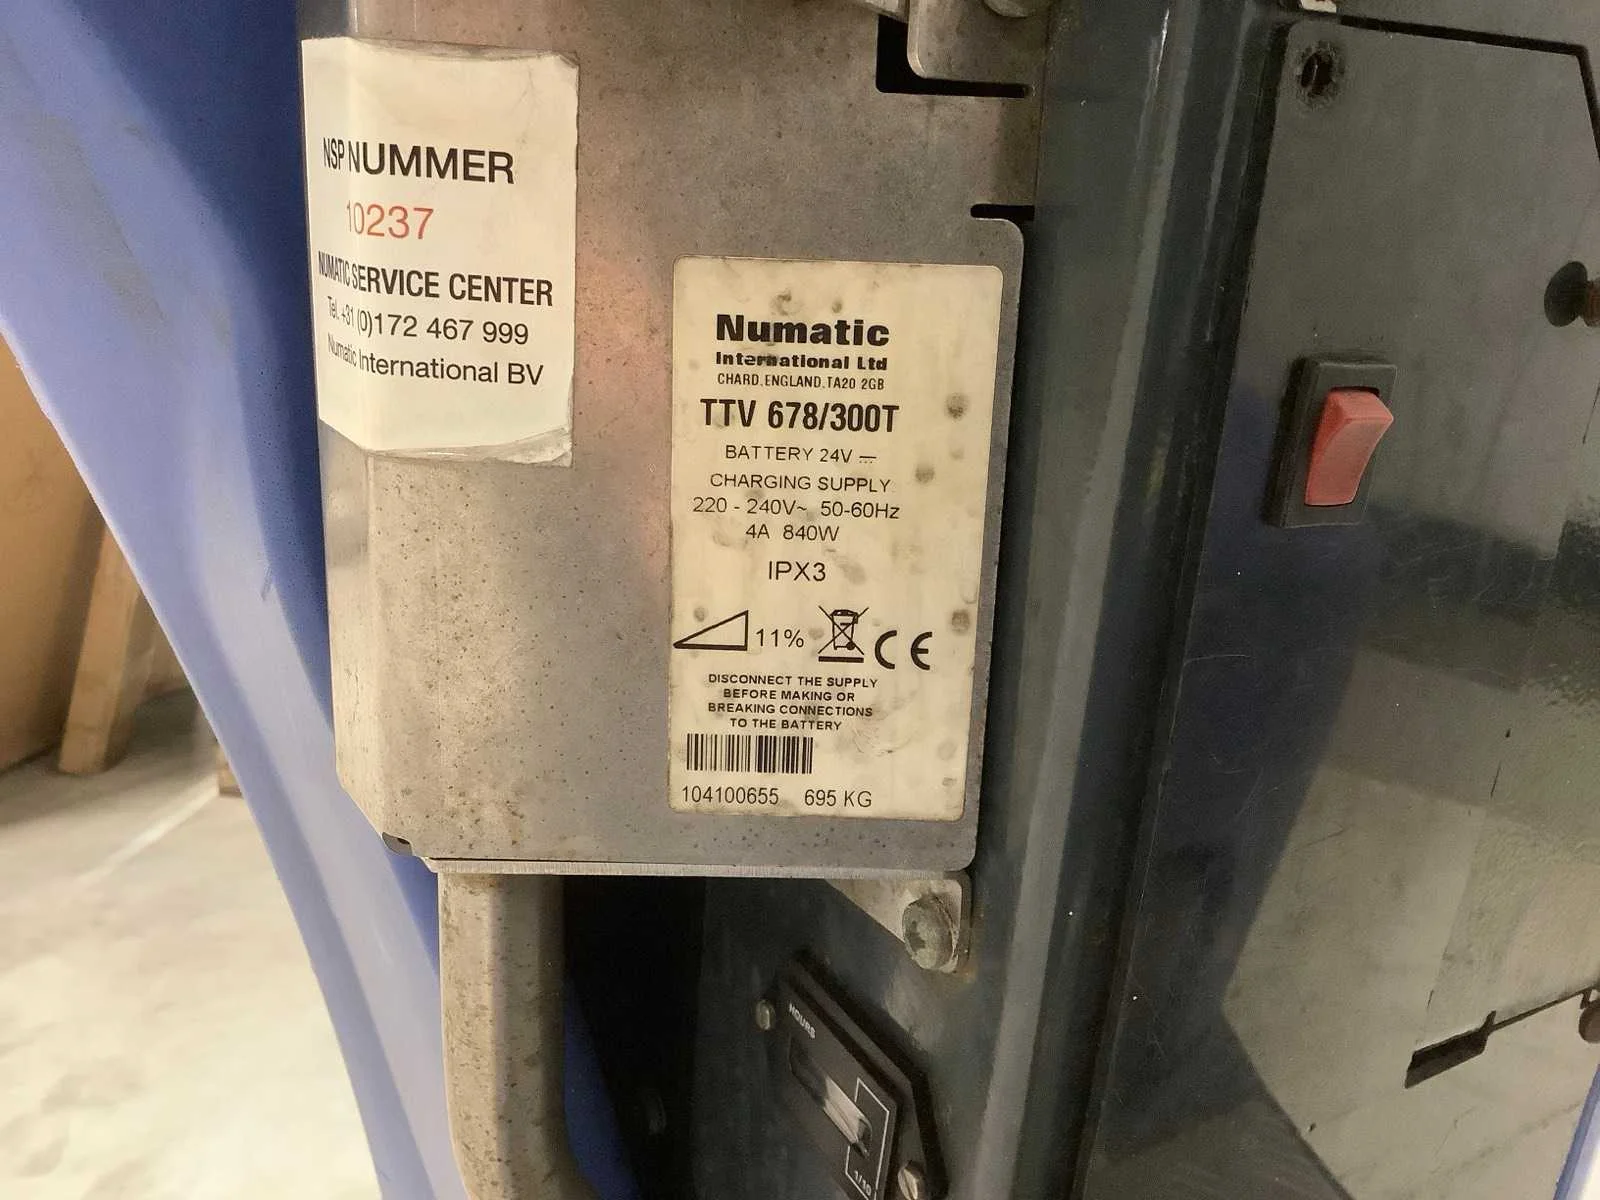 NSP NUMMER
10237
NUMATIC SERVICE CENTER
Tel. +31 (0)172 467 999
Numatic International BV
Numatic
International Ltd
CHARD, ENGLAND, TA20 2GB
TTV 678/300T
BATTERY 24V ⎓
CHARGING SUPPLY
220 - 240V~ 50-60Hz
4A 840W
IPX3
11% CE
DISCONNECT THE SUPPLY
BEFORE MAKING OR
BREAKING CONNECTIONS
TO THE BATTERY
104100655 695 KG
HOURS
1/10